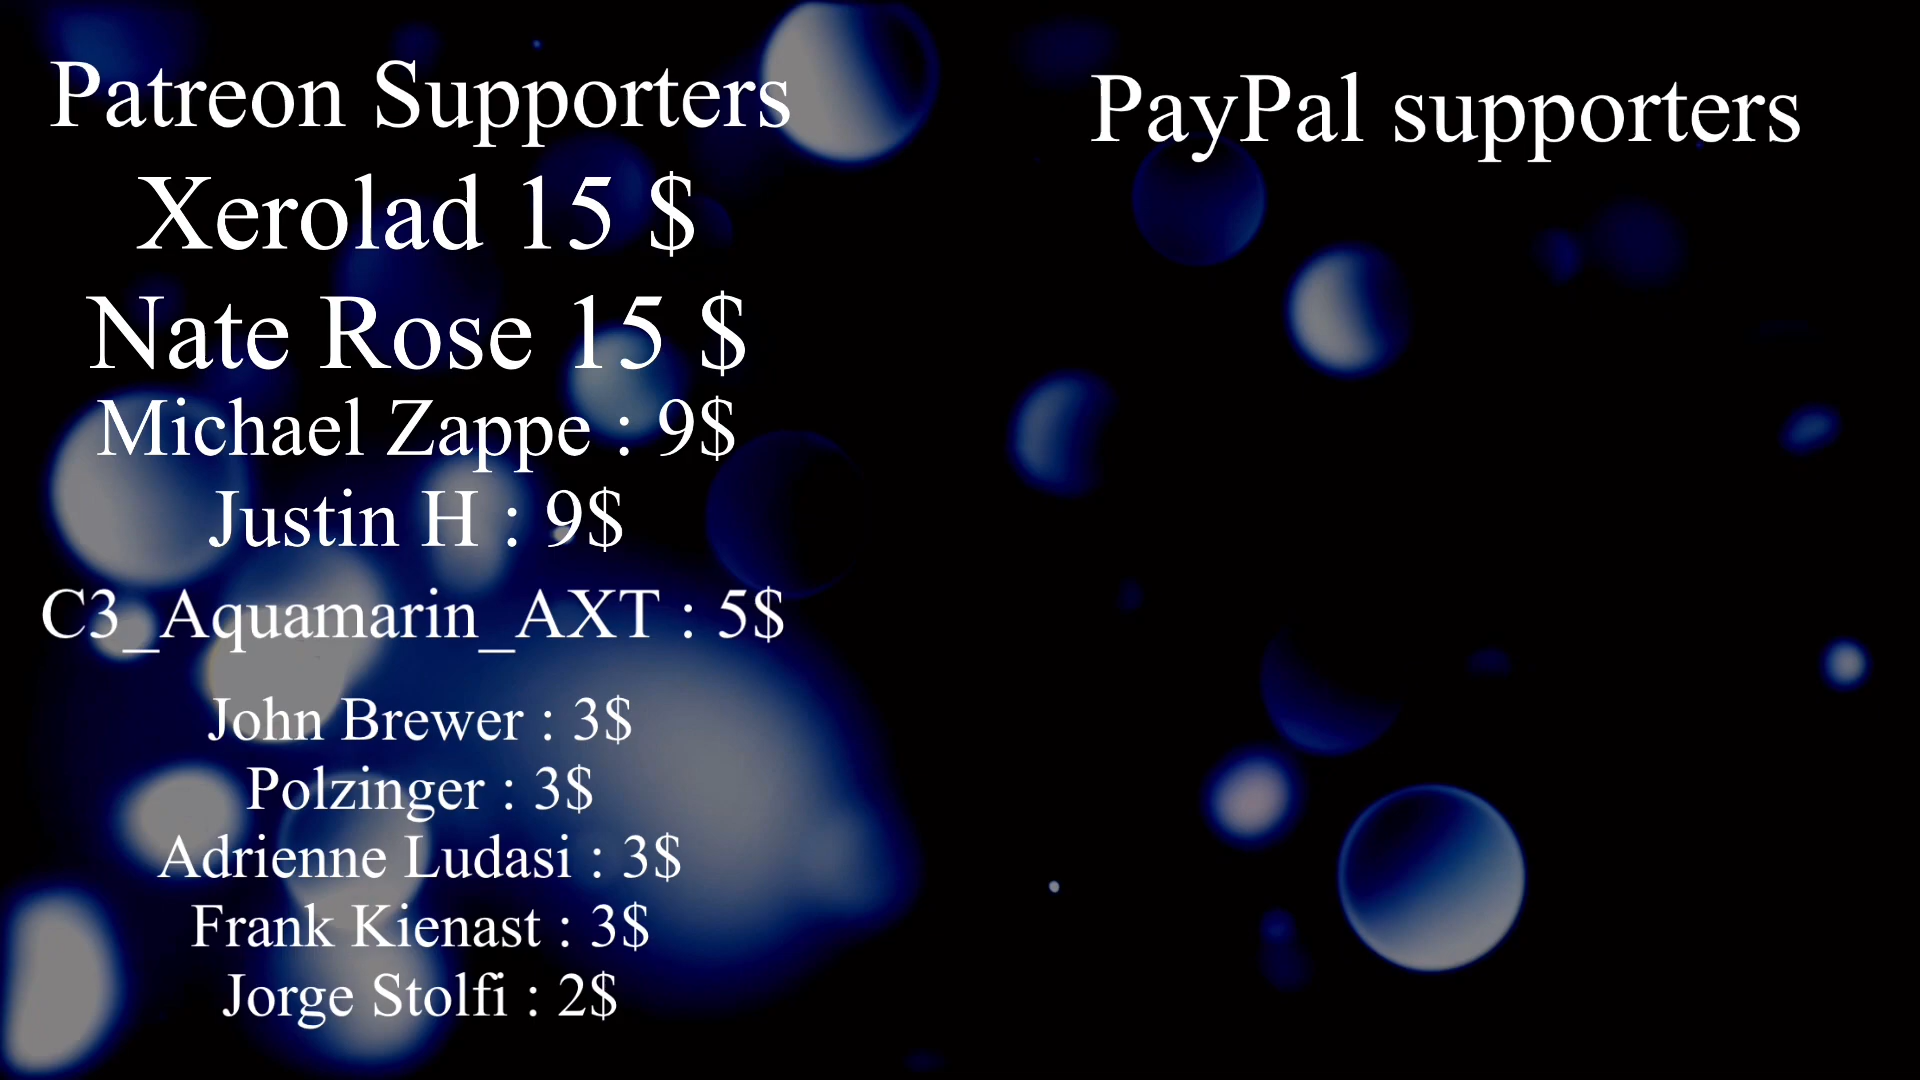 Patreon Supporters
PayPal supporters
Xerolad 15 $
Nate Rose 15 $
Michael Zappe : 9$
Justin H : 9$
C3_Aquamarin_AXT : 5$
John Brewer : 3$
Polzinger : 3$
Adrienne Ludasi : 3$
Frank Kienast : 3$
Jorge Stolfi : 2$